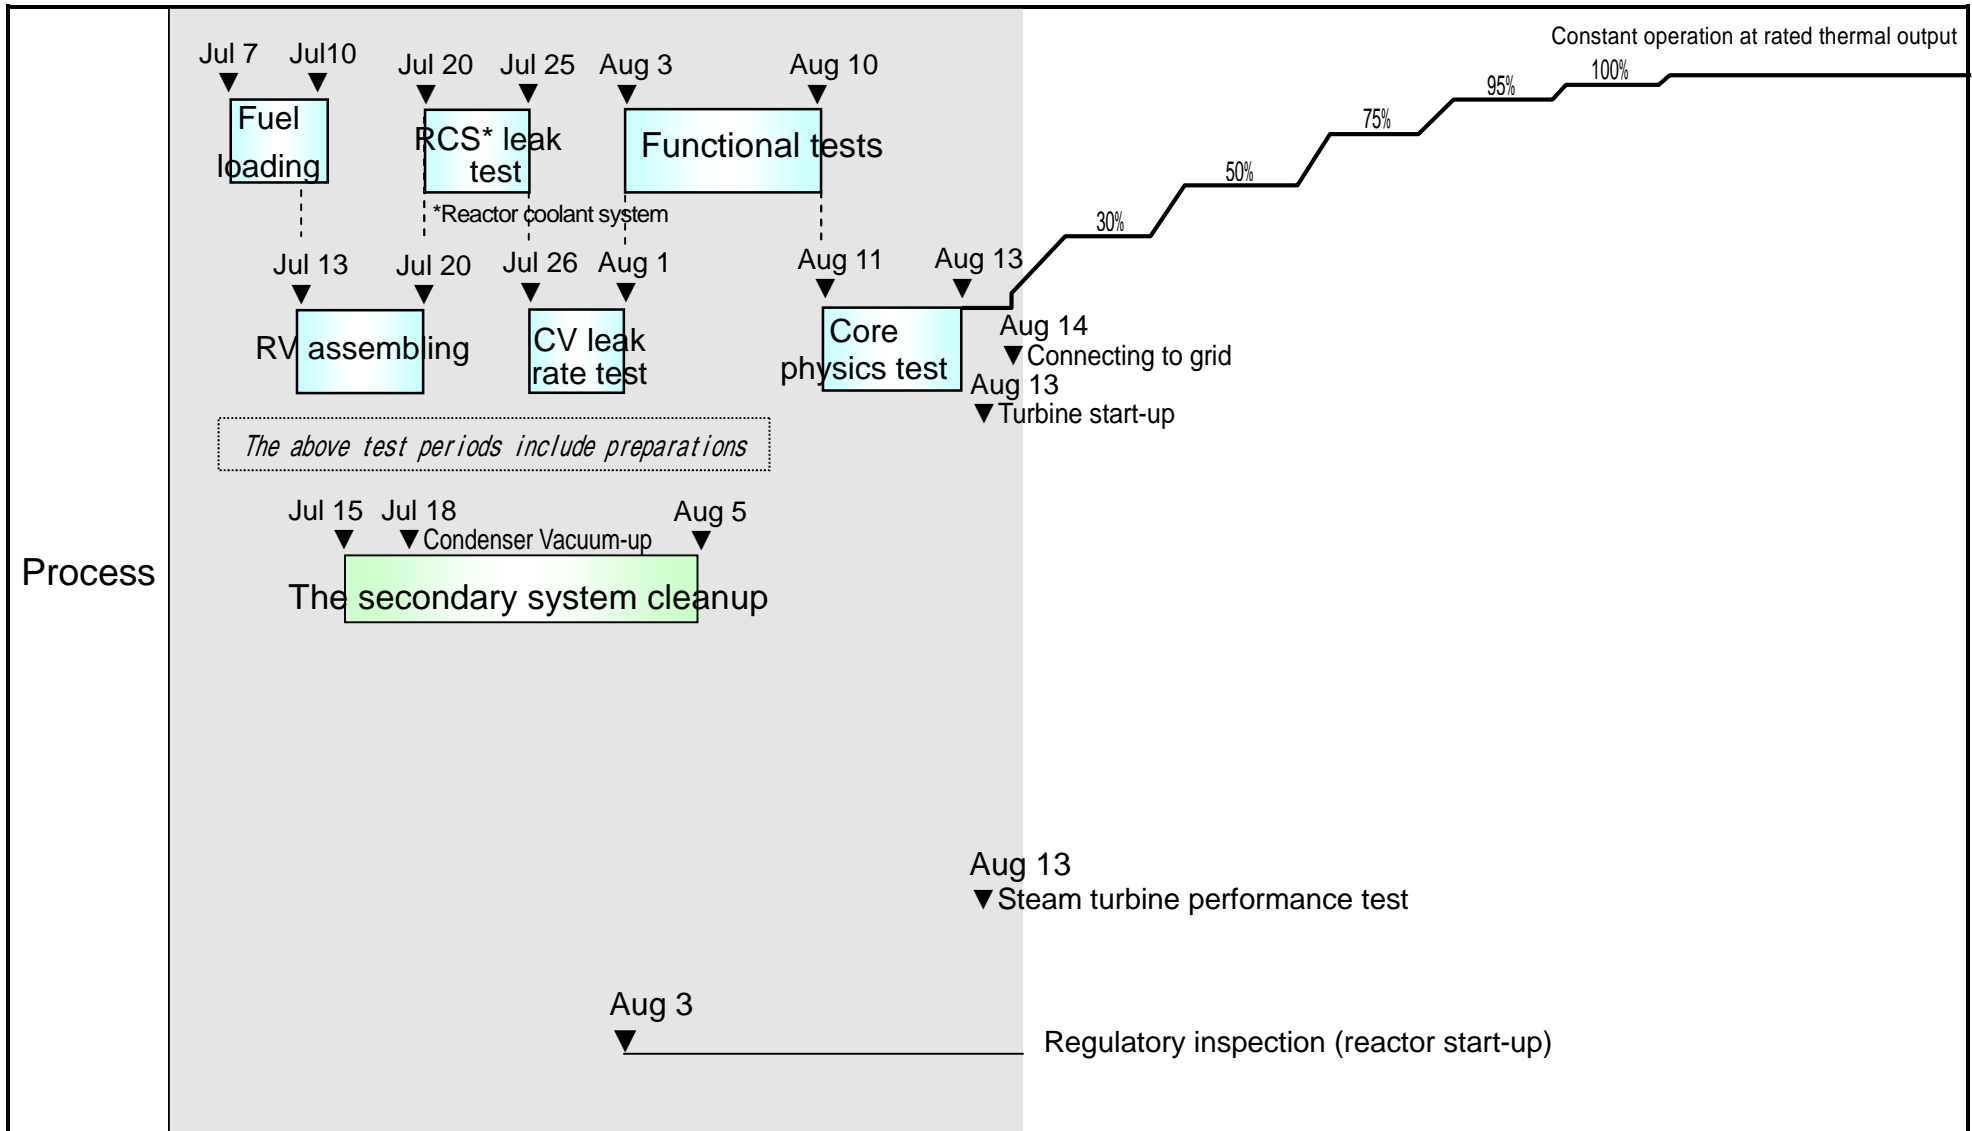 Process
Constant operation at rated thermal output
Jul 7 Jul10 Jul 20 Jul 25 Aug 3 Aug 10
▼ ▼ ▼ ▼ ▼ ▼
Fuel
loading
RCS* leak
test
Functional tests
*Reactor coolant system
Jul 13 Jul 20 Jul 26 Aug 1 Aug 11 Aug 13
▼ ▼ ▼ ▼ ▼ ▼
RV assembling
CV leak
rate test
Core
physics test
30%
50%
75%
95%
100%
Aug 14
▼Connecting to grid
Aug 13
▼Turbine start-up
The above test periods include preparations
Jul 15 Jul 18 Aug 5
▼ ▼Condenser Vacuum-up ▼
The secondary system cleanup
Aug 13
▼Steam turbine performance test
Aug 3
▼
Regulatory inspection (reactor start-up)